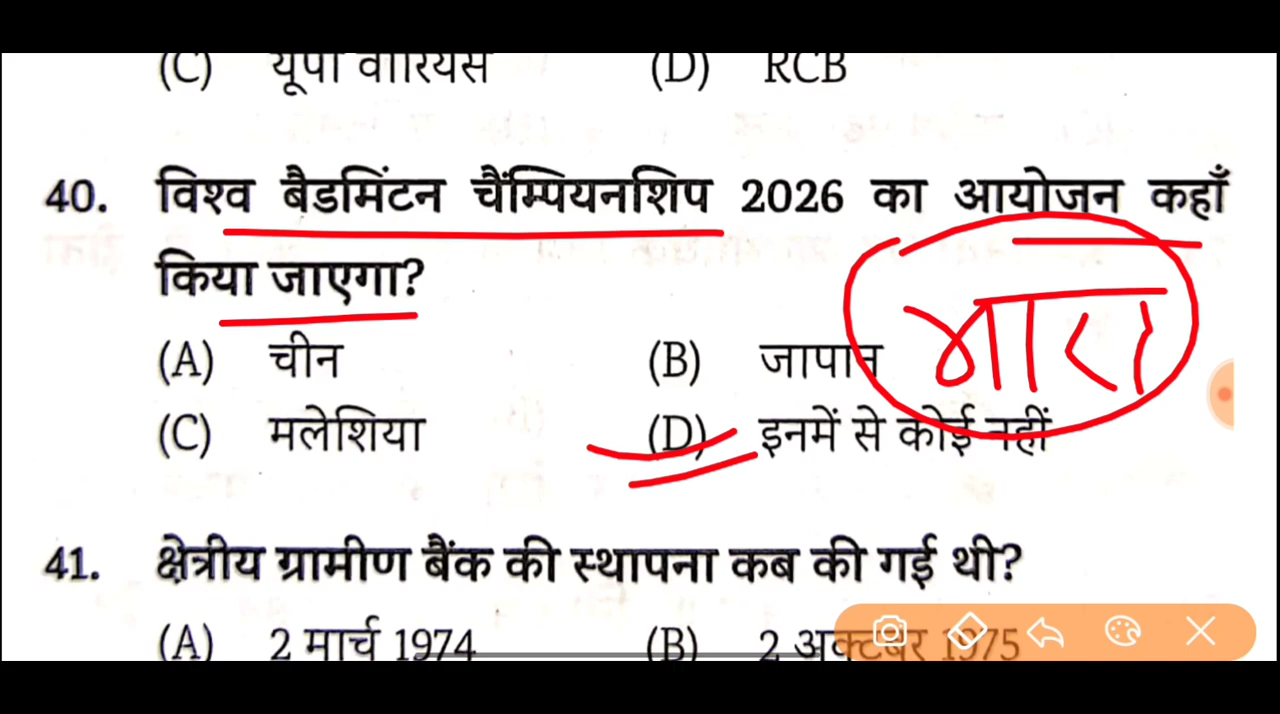 (C) यूपी वॉरियर्स (D) RCB
40. विश्व बैडमिंटन चैंम्पियनशिप 2026 का आयोजन कहाँ
किया जाएगा?
(A) चीन (B) जापान
(C) मलेशिया (D) इनमें से कोई नहीं
41. क्षेत्रीय ग्रामीण बैंक की स्थापना कब की गई थी?
(A) 2 मार्च 1974 (B) 2 अक्टूबर 1975